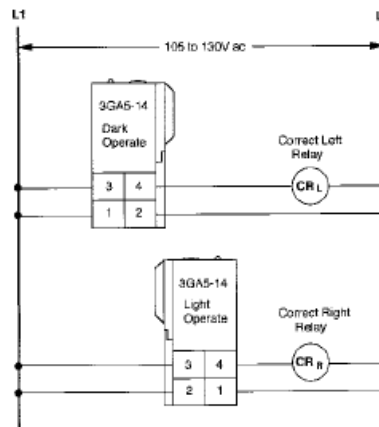 L1
105 to 130V ac
3GA5-14
Dark
Operate
3 4
1 2
Correct Left
Relay
CR L
3GA5-14
Light
Operate
3 4
2 1
Correct Right
Relay
CR R